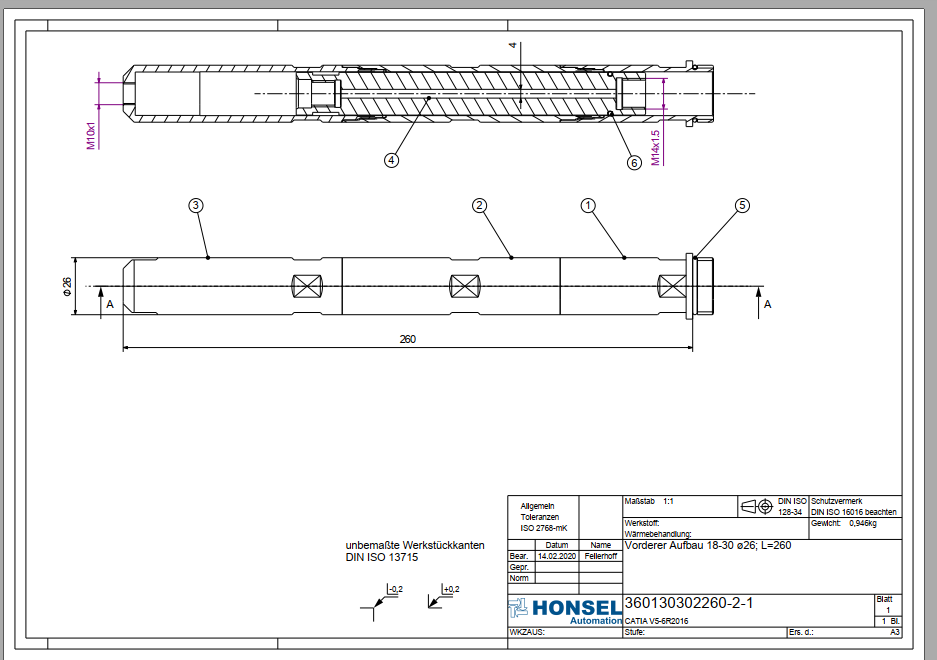 4
M10x1
4
6
M14x1.5
3
2
1
5
Ø26
A
A
260
unbemaßte Werkstückkanten
DIN ISO 13715
-0,2
+0,2
Allgemein
Toleranzen
ISO 2768-mK
Maßstab 1:1
DIN ISO
128-34
Schutzvermerk
DIN ISO 16016 beachten
Werkstoff:
Wärmebehandlung:
Gewicht: 0,946kg
Datum Name
Bear. 14.02.2020 Fellerhoff
Gepr.
Norm
Vorderer Aufbau 18-30 ø26; L=260
HONSEL
Automation
360130302260-2-1
CATIA V5-6R2016
Blatt
1
1 Bl.
WKZAUS:
Stufe:
Ers. d.:
A3